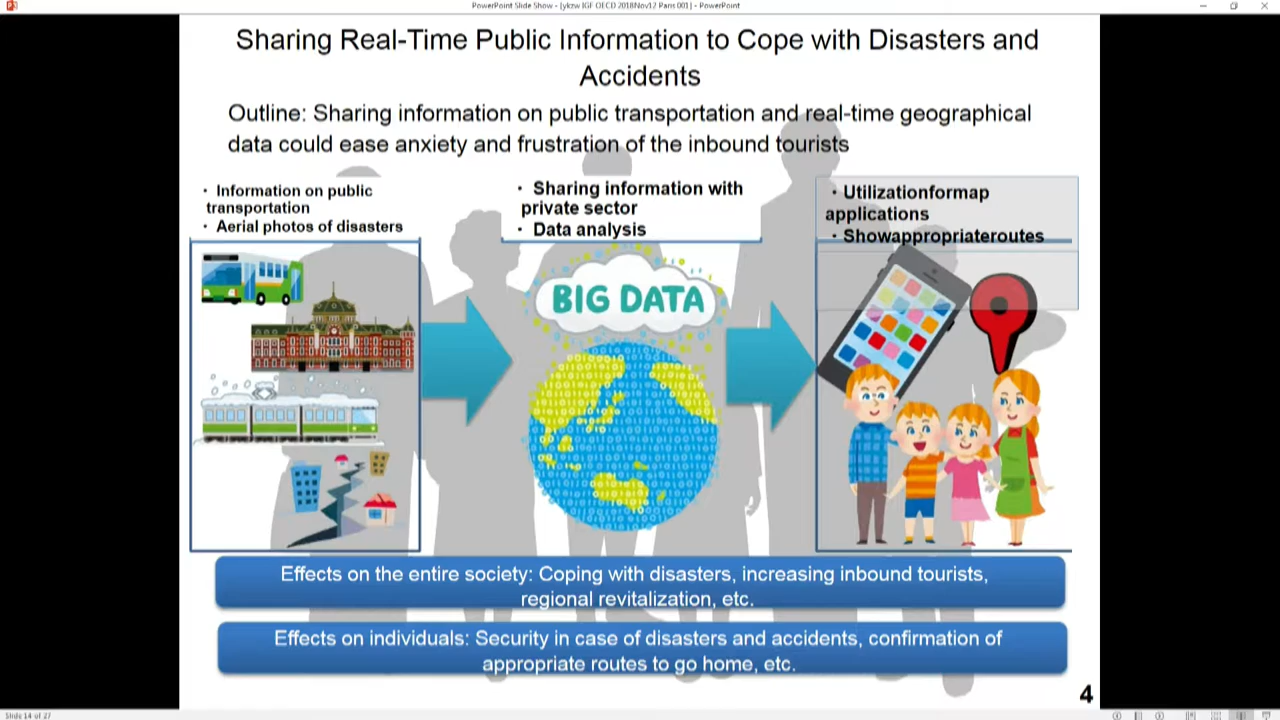 PowerPoint Slide Show - [ykzw IGF OECD 2018Nov12 Paris 001] - PowerPoint
Sharing Real-Time Public Information to Cope with Disasters and
Accidents
Outline: Sharing information on public transportation and real-time geographical
data could ease anxiety and frustration of the inbound tourists
・ Information on public
transportation
・ Aerial photos of disasters
・ Sharing information with
private sector
・ Data analysis
・Utilizationformap
applications
・Showappropriateroutes
BIG DATA
Effects on the entire society: Coping with disasters, increasing inbound tourists,
regional revitalization, etc.
Effects on individuals: Security in case of disasters and accidents, confirmation of
appropriate routes to go home, etc.
4
Slide 14 of 27